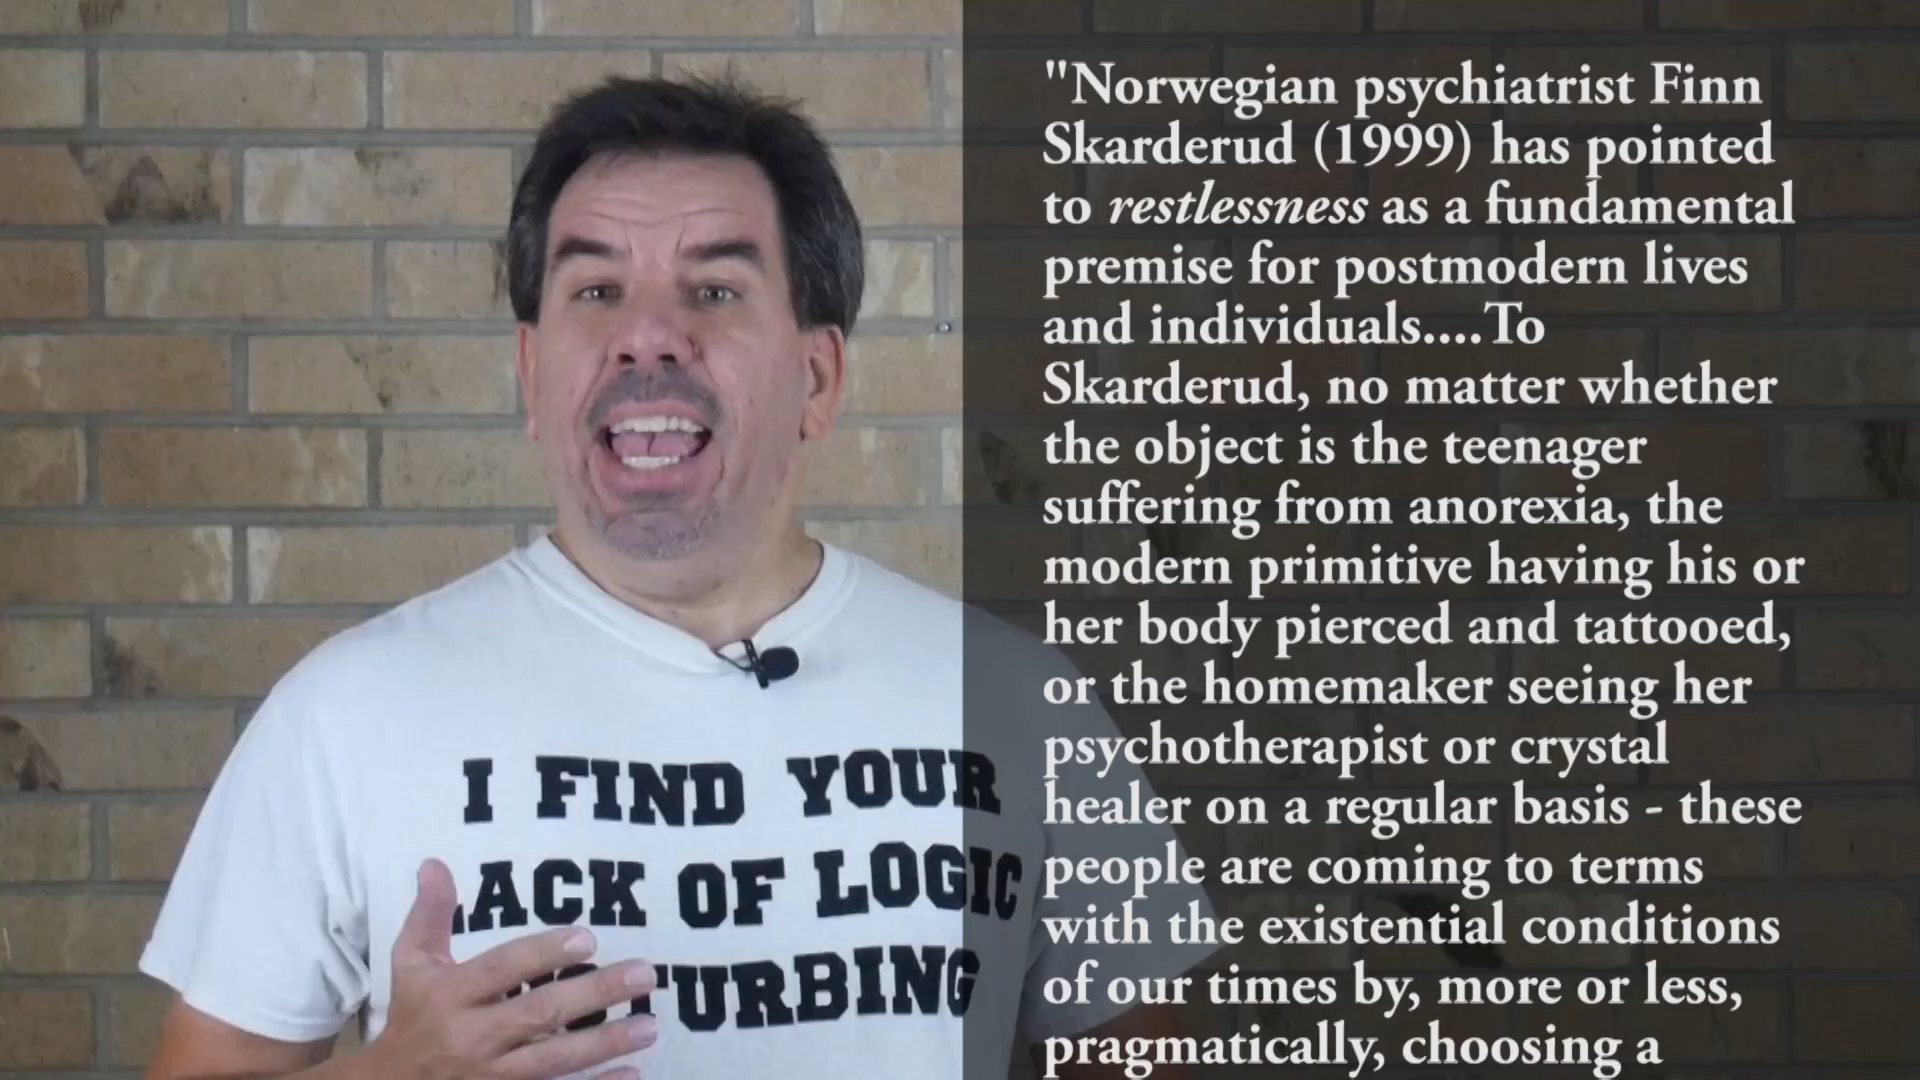 I FIND YOUR
LACK OF LOGIC
"Norwegian psychiatrist Finn
Skarderud (1999) has pointed
to restlessness as a fundamental
premise for postmodern lives
and individuals....To
Skarderud, no matter whether
the object is the teenager
suffering from anorexia, the
modern primitive having his or
her body pierced and tattooed,
or the homemaker seeing her
psychotherapist or crystal
healer on a regular basis - these
people are coming to terms
with the existential conditions
of our times by, more or less,
pragmatically, choosing a